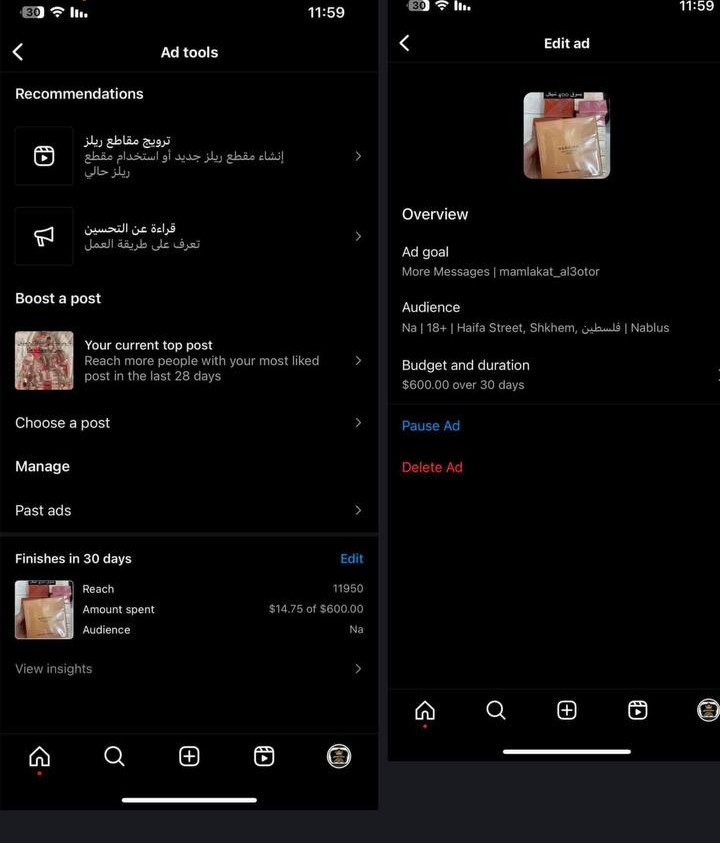 30
11:59
Ad tools
Recommendations
ترويج مقاطع ريلز
إنشاء مقطع ريلز جديد أو استخدام مقطع
ريلز حالي
قراءة عن التحسين
تعرف على طريقة العمل
Boost a post
Your current top post
Reach more people with your most liked
post in the last 28 days
Choose a post
Manage
Past ads
Finishes in 30 days
Edit
Reach
11950
Amount spent
$14.75 of $600.00
Audience
Na
View insights
30
11:59
Edit ad
Overview
Ad goal
More Messages | mamlakat_al3otor
Audience
Na | 18+ | Haifa Street, Shkhem, فلسطين | Nablus
Budget and duration
$600.00 over 30 days
Pause Ad
Delete Ad